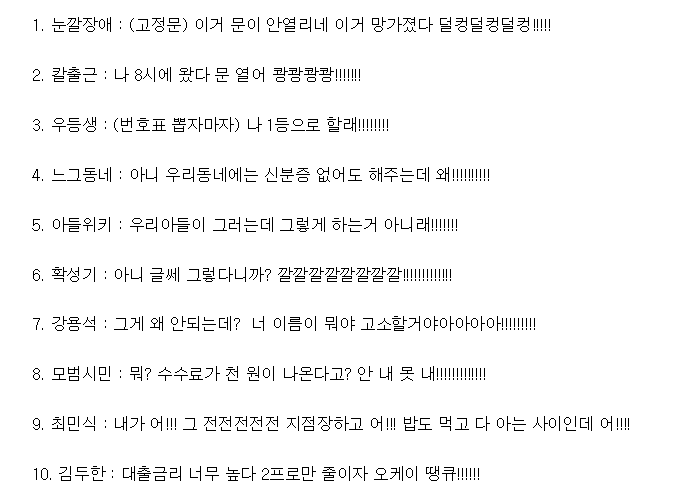 1. 눈깔장애 : (고정문) 이거 문이 안열리네 이거 망가졌다 덜컹덜컹덜컹!!!!!
2. 칼출근 : 나 8시에 왔다 문 열어 쾅쾅쾅쾅!!!!!!!
3. 우등생 : (번호표 뽑자마자) 나 1등으로 할래!!!!!!!!
4. 느그동네 : 아니 우리동네에는 신분증 없어도 해주는데 왜!!!!!!!!!!
5. 아들위키 : 우리아들이 그러는데 그렇게 하는거 아니래!!!!!!!
6. 확성기 : 아니 글쎄 그렇다니까? 깔깔깔깔깔깔깔깔!!!!!!!!!!!!!
7. 강용석 : 그게 왜 안되는데?  너 이름이 뭐야 고소할거야아아아아!!!!!!!!!
8. 모범시민 : 뭐? 수수료가 천 원이 나온다고? 안 내 못 내!!!!!!!!!!!!!
9. 최민식 : 내가 어!!! 그 전전전전전 지점장하고 어!!! 밥도 먹고 다 아는 사이인데 어!!!!
10. 김두한 : 대출금리 너무 높다 2프로만 줄이자 오케이 땡큐!!!!!!